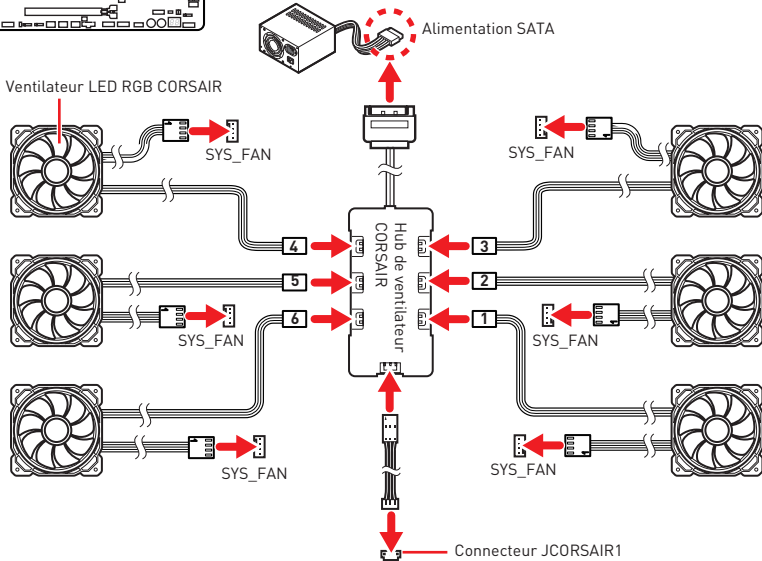 Alimentation SATA
Ventilateur LED RGB CORSAIR
SYS_FAN
SYS_FAN
4
3
Hub de ventilateur
CORSAIR
5
2
6
1
SYS_FAN
SYS_FAN
SYS_FAN
SYS_FAN
Connecteur JCORSAIR1